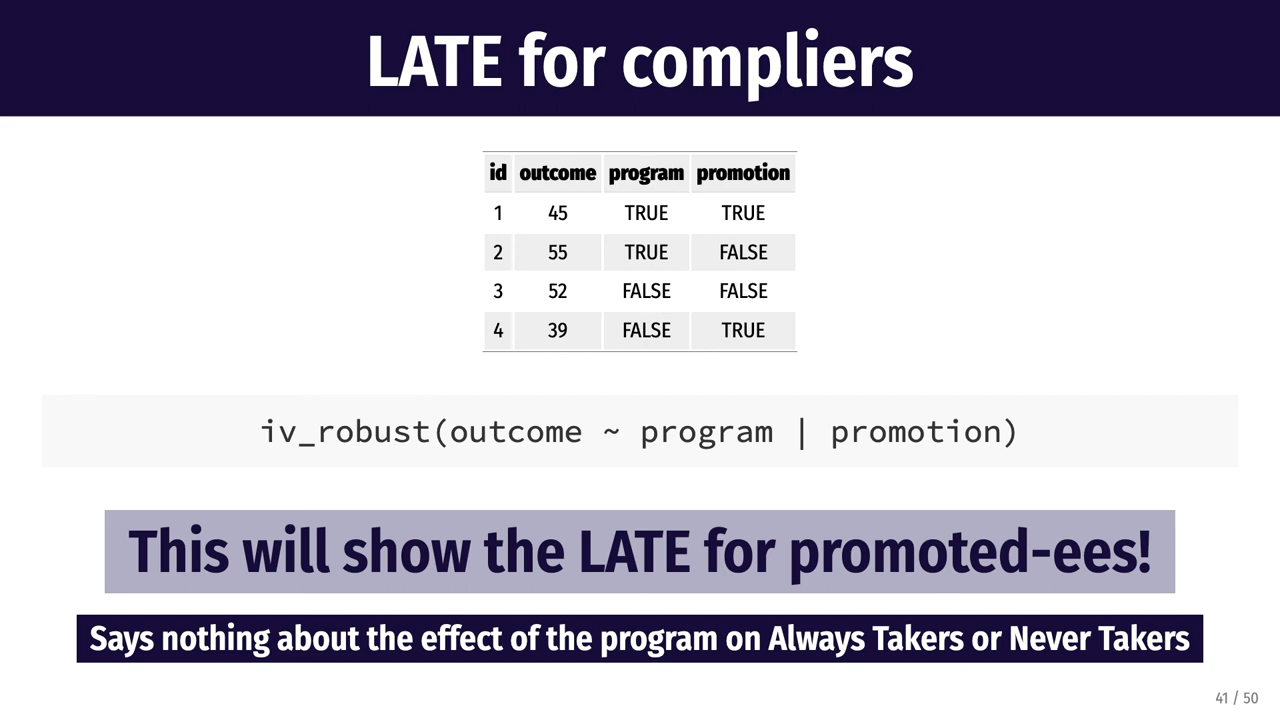 LATE for compliers
id outcome program promotion
1 45 TRUE TRUE
2 55 TRUE FALSE
3 52 FALSE FALSE
4 39 FALSE TRUE
iv_robust(outcome ~ program | promotion)
This will show the LATE for promoted-ees!
Says nothing about the effect of the program on Always Takers or Never Takers
41 / 50